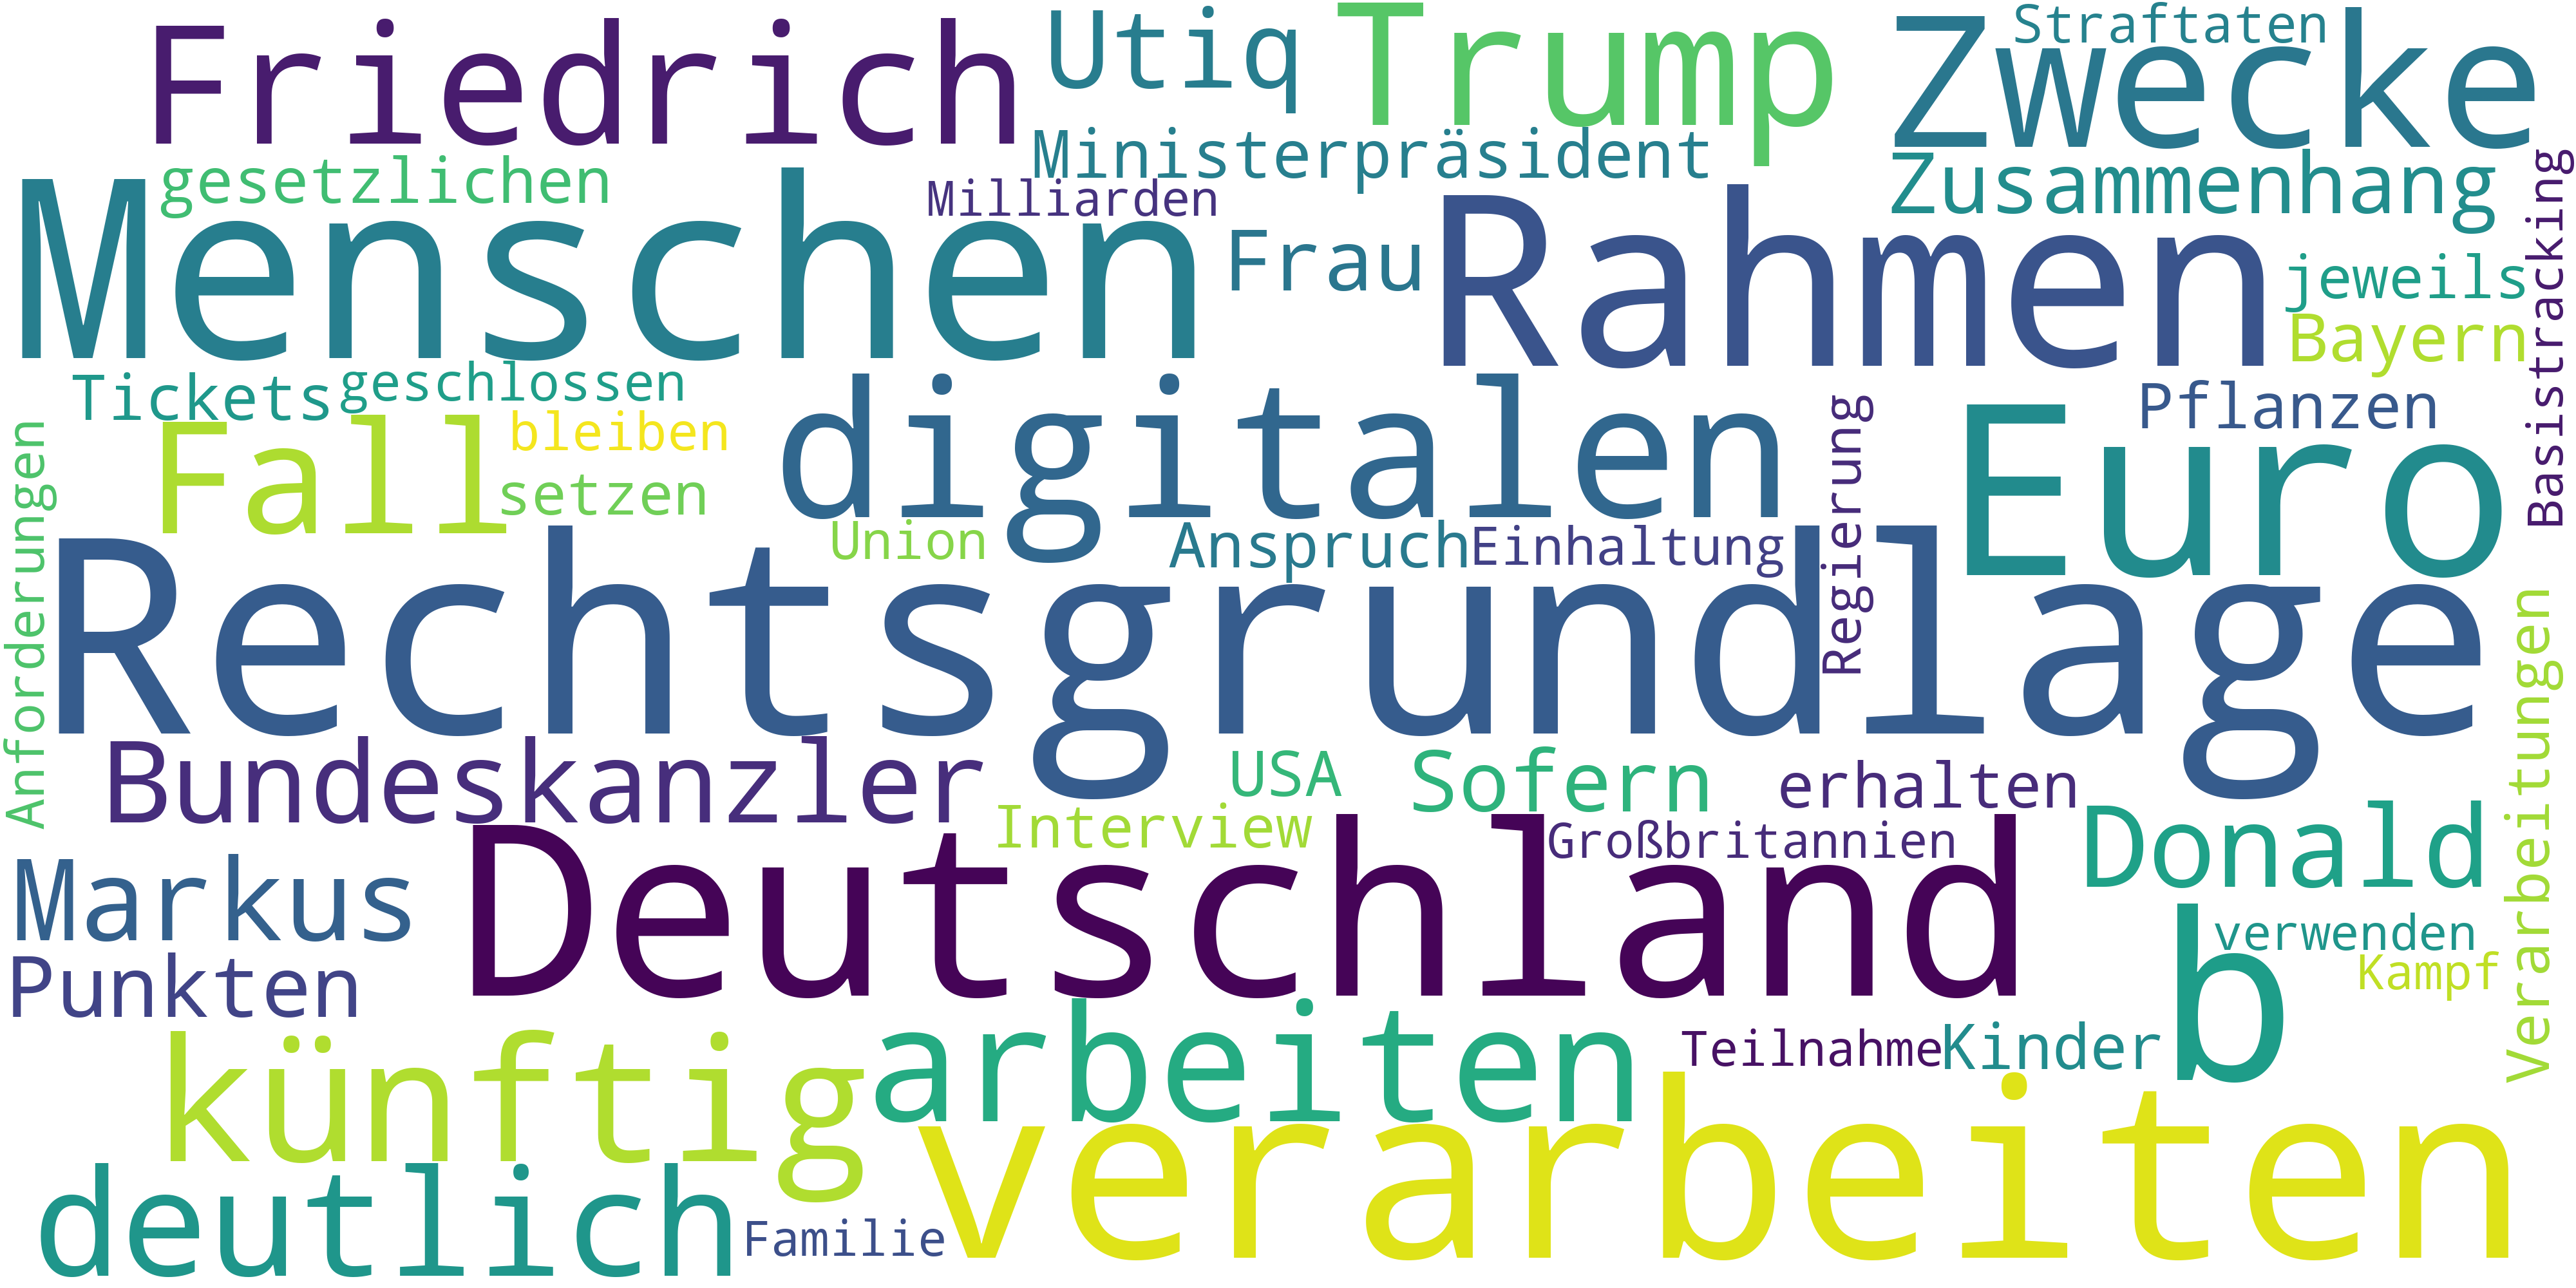 Friedrich
Utiq
Trump
Zwecke
Straftaten
gesetzlichen
Ministerpräsident
Milliarden
Zusammenhang
Menschen
Frau
Rahmen
jeweils
Bayern
Basistracking
Tickets
geschlossen
bleiben
Fall
setzen
digitalen
Regierung
Euro
Pflanzen
Anforderungen
Union
Anspruch
Einhaltung
Rechtsgrundlage
Verarbeitungen
Bundeskanzler
USA
Sofern
erhalten
Interview
Großbritannien
Donald
Markus
Deutschland
verwenden
Kampf
b
Punkten
künftig
arbeiten
Teilnahme
Kinder
deutlich
Familie
verarbeiten